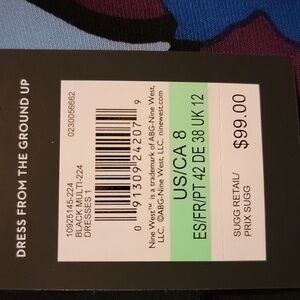 DRESS FROM THE GROUND UP
0230056662
10925145-224
BLACK MULTI-224
DRESSES 1
0 91309 24207 9
Nine West™ is a trademark of ABG-Nine West,
LLC. ©ABG-Nine West, LLC. ninewest.com
US/CA 8
ES/FR/PT 42 DE 38 UK 12
SUGG RETAIL/
PRIX SUGG
$99.00